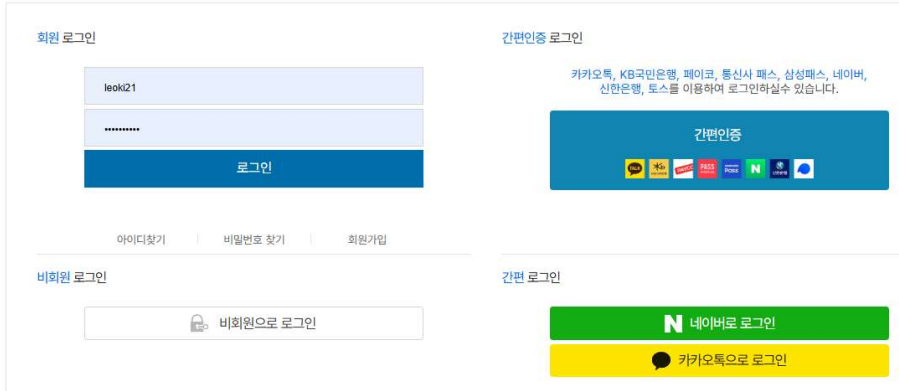 회원 로그인
leoki21
••••••••••
로그인
아이디찾기
비밀번호 찾기
회원가입
간편인증 로그인
카카오톡, KB국민은행, 페이코, 통신사 패스, 삼성패스, 네이버,
신한은행, 토스를 이용하여 로그인하실수 있습니다.
간편인증
TALK
PAYCO
PASS
N
비회원 로그인
비회원으로 로그인
간편 로그인
N 네이버로 로그인
카카오톡으로 로그인